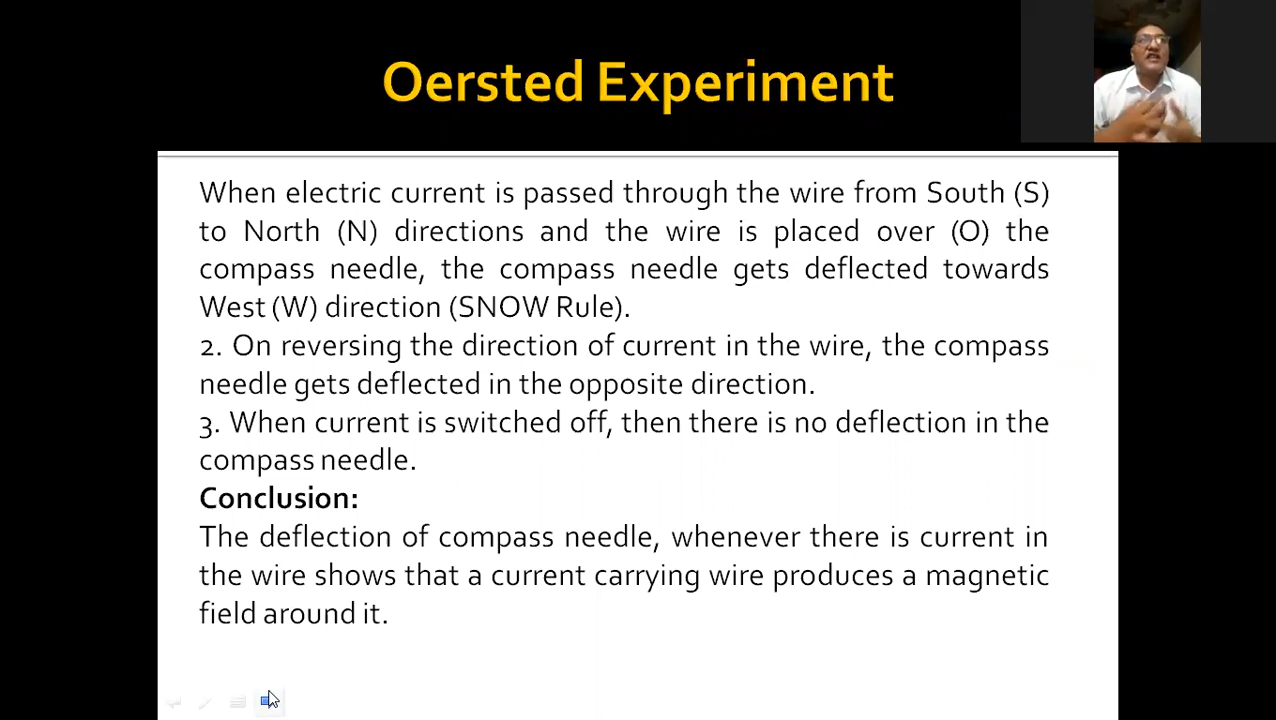 Oersted Experiment
When electric current is passed through the wire from South (S)
to North (N) directions and the wire is placed over (O) the
compass needle, the compass needle gets deflected towards
West (W) direction (SNOW Rule).
2. On reversing the direction of current in the wire, the compass
needle gets deflected in the opposite direction.
3. When current is switched off, then there is no deflection in the
compass needle.
Conclusion:
The deflection of compass needle, whenever there is current in
the wire shows that a current carrying wire produces a magnetic
field around it.